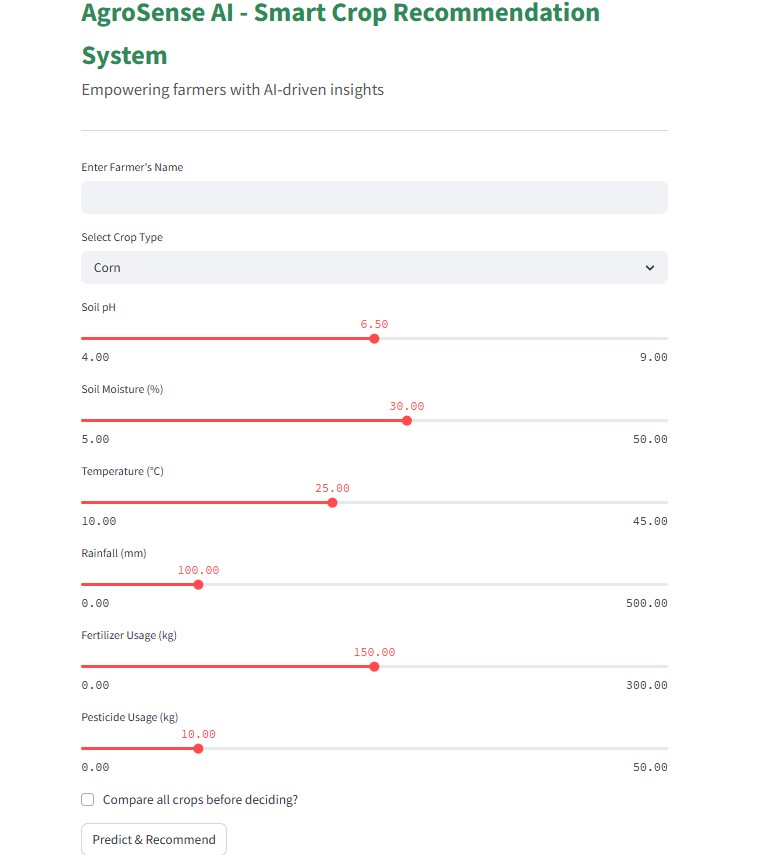 AgroSense AI - Smart Crop Recommendation
System
Empowering farmers with AI-driven insights
Enter Farmer's Name
Select Crop Type
Corn
Soil pH
6.50
4.00 9.00
Soil Moisture (%)
30.00
5.00 50.00
Temperature (°C)
25.00
10.00 45.00
Rainfall (mm)
100.00
0.00 500.00
Fertilizer Usage (kg)
150.00
0.00 300.00
Pesticide Usage (kg)
10.00
0.00 50.00
Compare all crops before deciding?
Predict & Recommend